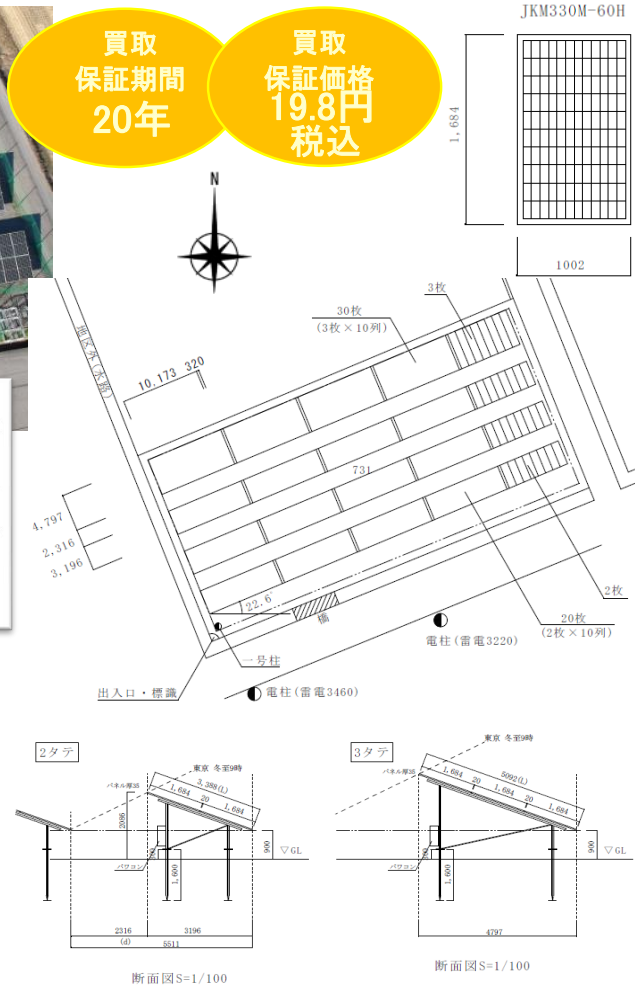 買取
保証期間
20年
買取
保証価格
19.8円
税込
JKM330M-60H
1,684
1002
N
3枚
30枚
(3枚×10列)
地区外(水路)
10,173 320
731
4,797
2,316
3,196
22.6°
橋
2枚
20枚
(2枚×10列)
電柱(雷電3220)
一号柱
出入口・標識
電柱(雷電3460)
2タテ
東京 冬至9時
パネル厚35
3,388(L)
1,684
20
1,684
2086
パワコン
1,600
900
▽GL
2316
3196
(d)
5511
断面図S=1/100
3タテ
東京 冬至9時
パネル厚35
5092(L)
1,684
20
1,684
20
1,684
パワコン
1,600
900
▽GL
4797
断面図S=1/100